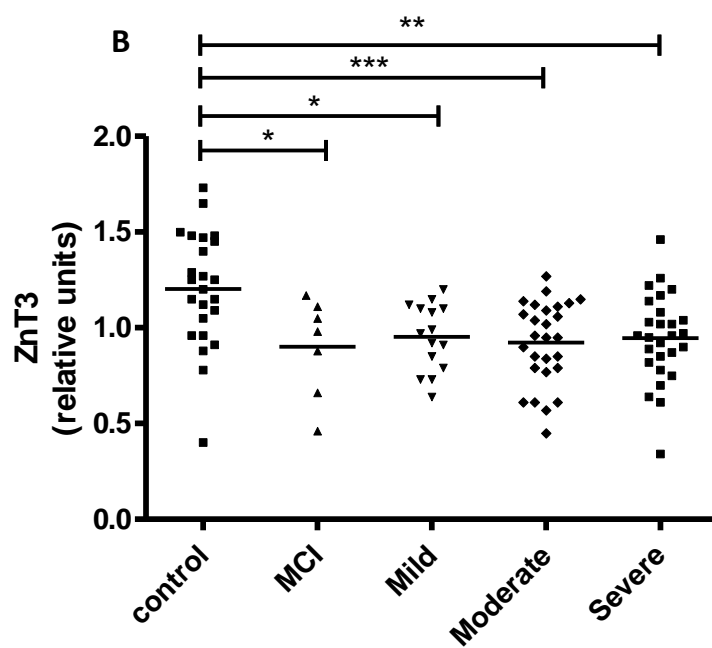 B
**
***
*
*
2.0
1.5
1.0
0.5
0.0
ZnT3
(relative units)
control
MCI
Mild
Moderate
Severe